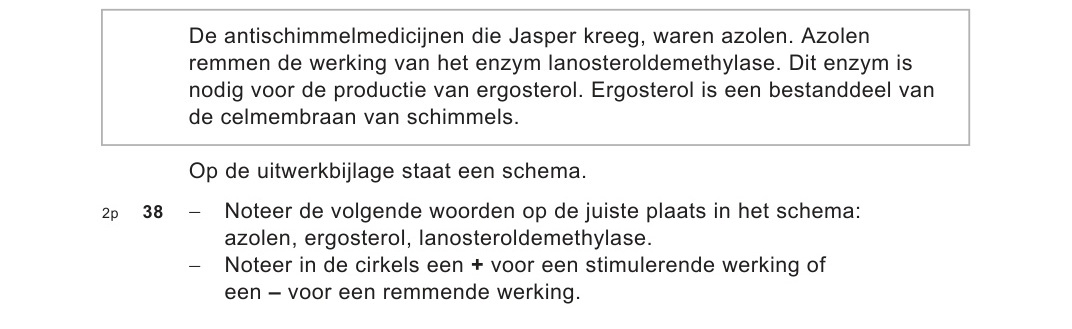 De antischimmelmedicijnen die Jasper kreeg, waren azolen. Azolen
remmen de werking van het enzym lanosteroldemethylase. Dit enzym is
nodig voor de productie van ergosterol. Ergosterol is een bestanddeel van
de celmembraan van schimmels.
Op de uitwerkbijlage staat een schema.
2p 38 – Noteer de volgende woorden op de juiste plaats in het schema:
azolen, ergosterol, lanosteroldemethylase.
– Noteer in de cirkels een + voor een stimulerende werking of
een – voor een remmende werking.